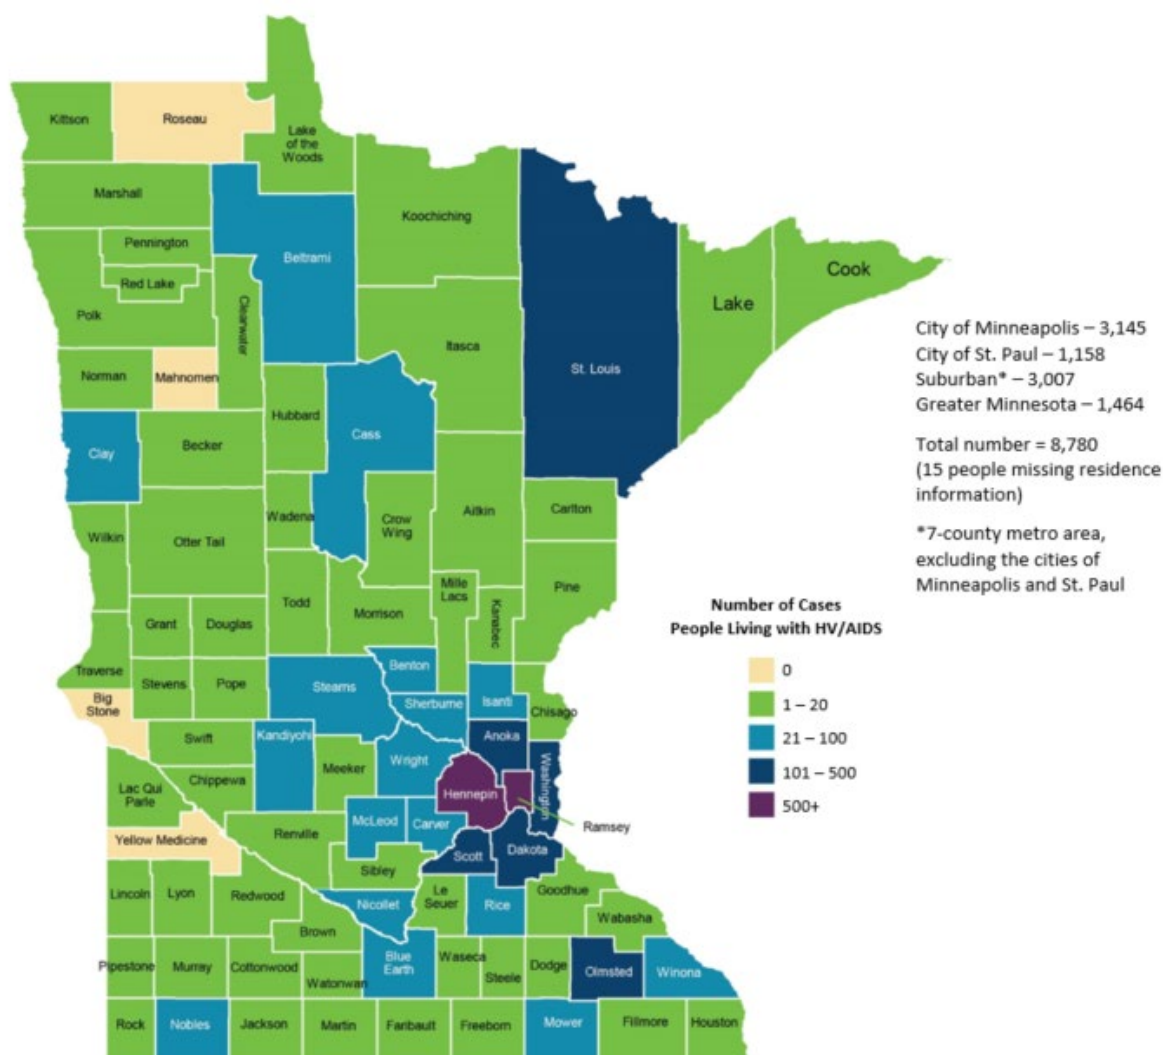 Kittson
Roseau
Lake
of the
Woods
Marshall
Koochiching
Pennington
Beltrami
Red Lake
Cook
Polk
Clearwater
Lake
Itasca
St. Louis
Norman
Mahnomen
Hubbard
Cass
Clay
Becker
Wadena
Crow
Wing
Aitkin
Carlton
Wilkin
Otter Tail
Pine
Mille
Lacs
Kanabec
Todd
Morrison
Grant
Douglas
Traverse
Stevens
Pope
Stearns
Benton
Big
Stone
Sherburne
Isanti
Chisago
Swift
Kandiyohi
Anoka
Meeker
Wright
Washington
Lac Qui
Parle
Chippewa
Hennepin
Ramsey
McLeod
Carver
Yellow Medicine
Renville
Scott
Dakota
Sibley
Lincoln
Lyon
Redwood
Nicollet
Le
Seuer
Rice
Goodhue
Wabasha
Brown
Pipestone
Murray
Cottonwood
Watonwan
Blue
Earth
Waseca
Steele
Dodge
Olmsted
Winona
Rock
Nobles
Jackson
Martin
Faribault
Freeborn
Mower
Fillmore
Houston
City of Minneapolis – 3,145
City of St. Paul – 1,158
Suburban* – 3,007
Greater Minnesota – 1,464
Total number = 8,780
(15 people missing residence
information)
*7-county metro area,
excluding the cities of
Minneapolis and St. Paul
Number of Cases
People Living with HV/AIDS
0
1 – 20
21 – 100
101 – 500
500+